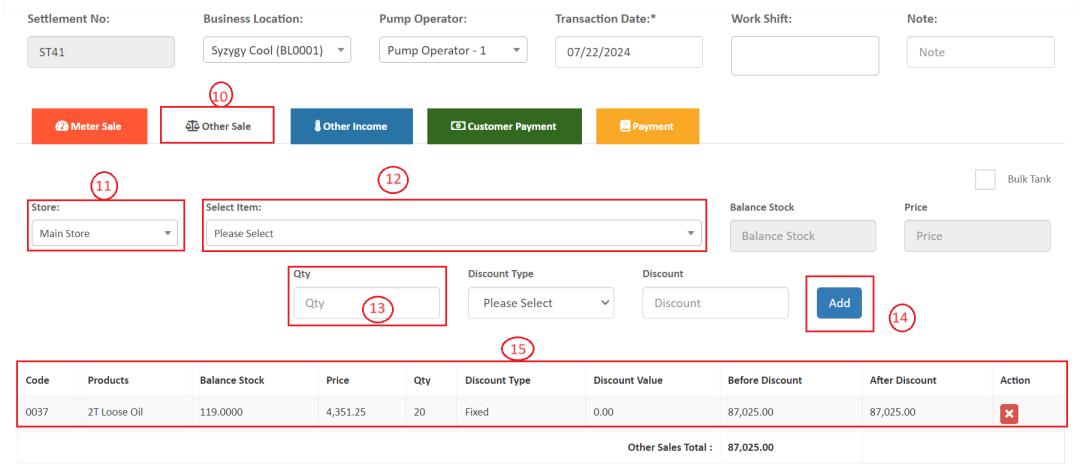 Settlement No: Business Location: Pump Operator: Transaction Date:* Work Shift: Note:
ST41 Syzygy Cool (BL0001) Pump Operator - 1 07/22/2024 Note
10
Meter Sale Other Sale Other Income Customer Payment Payment
12
11 Bulk Tank
Store: Select Item: Balance Stock Price
Main Store Please Select Balance Stock Price
Qty Discount Type Discount
Qty 13 Please Select Discount Add 14
15
Code Products Balance Stock Price Qty Discount Type Discount Value Before Discount After Discount Action
0037 2T Loose Oil 119.0000 4,351.25 20 Fixed 0.00 87,025.00 87,025.00
Other Sales Total : 87,025.00